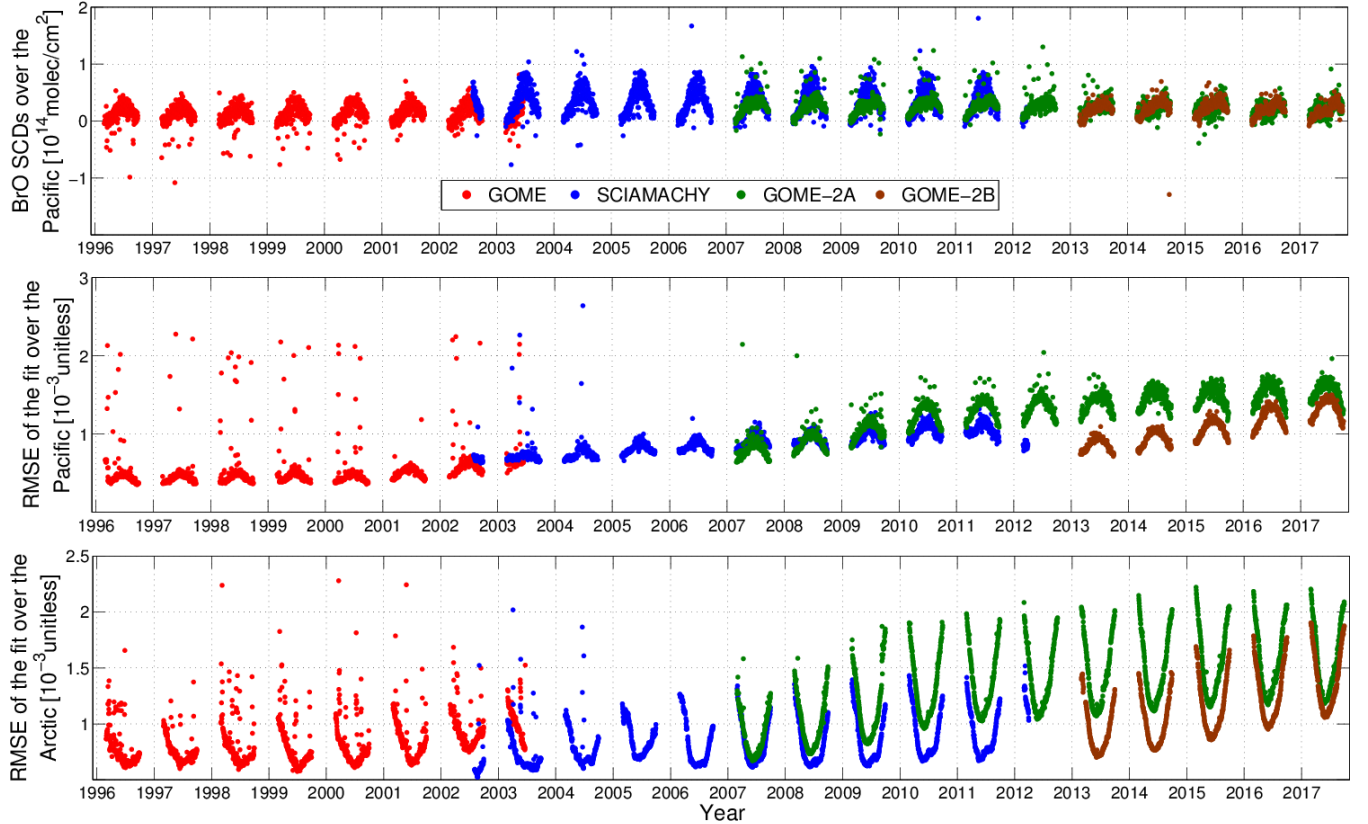 BrO SCDs over the
Pacific [10^14 molec/cm^2]
2
1
0
−1
GOME
SCIAMACHY
GOME−2A
GOME−2B
1996 1997 1998 1999 2000 2001 2002 2003 2004 2005 2006 2007 2008 2009 2010 2011 2012 2013 2014 2015 2016 2017
RMSE of the fit over the
Pacific [10^−3 unitless]
3
2
1
1996 1997 1998 1999 2000 2001 2002 2003 2004 2005 2006 2007 2008 2009 2010 2011 2012 2013 2014 2015 2016 2017
RMSE of the fit over the
Arctic [10^−3 unitless]
2.5
2
1.5
1
1996 1997 1998 1999 2000 2001 2002 2003 2004 2005 2006 2007 2008 2009 2010 2011 2012 2013 2014 2015 2016 2017
Year